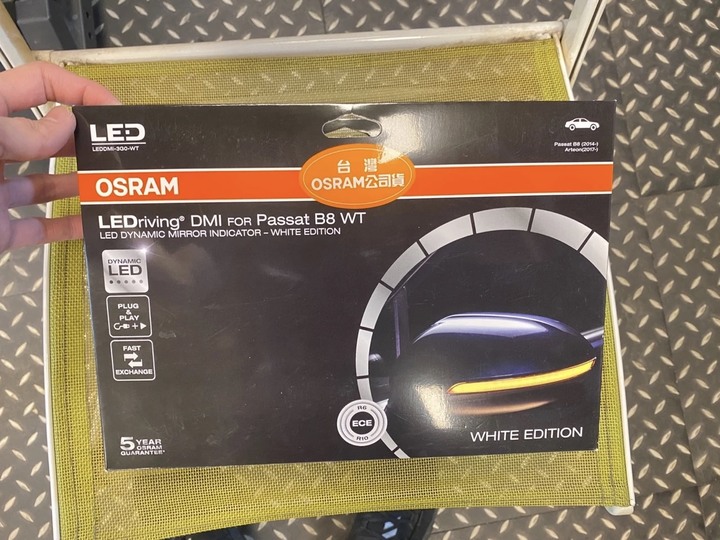 LED
LEDDMI-3G0-WT
Passat B8 (2014-)
Arteon(2017-)
台灣
OSRAM公司貨
OSRAM
LEDriving® DMI FOR Passat B8 WT
LED DYNAMIC MIRROR INDICATOR – WHITE EDITION
DYNAMIC
LED
PLUG &
PLAY
FAST
EXCHANGE
R6
ECE
R10
5 YEAR
OSRAM
GUARANTEE*
WHITE EDITION